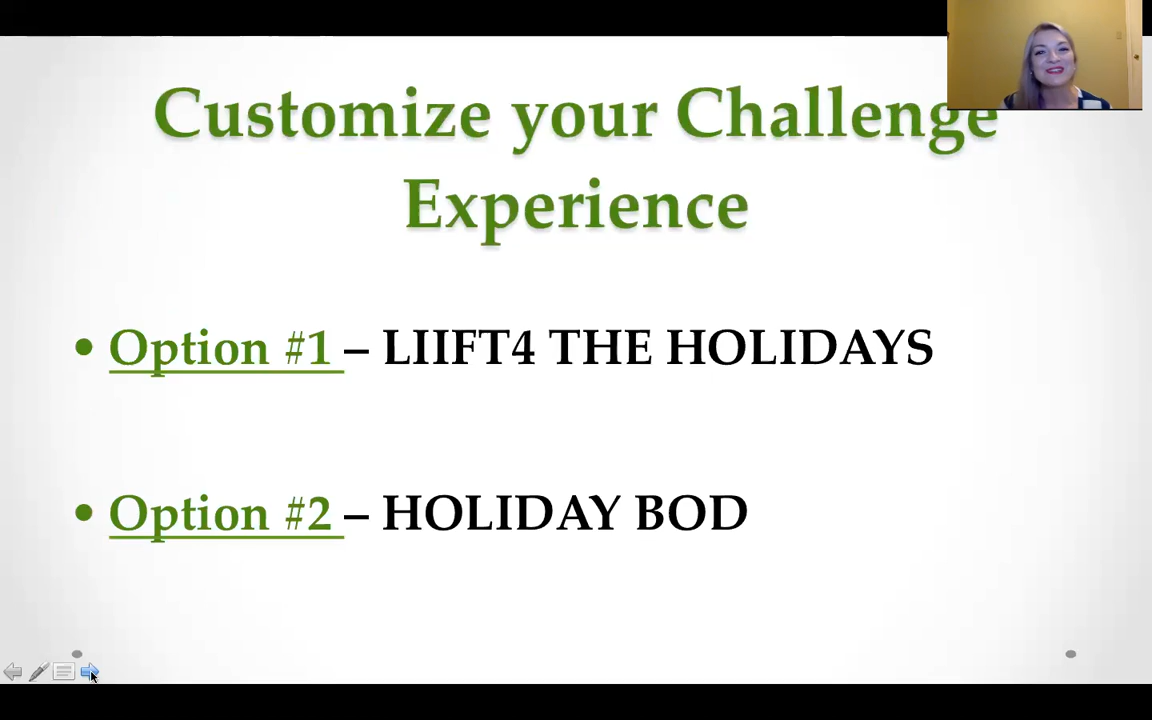 Customize your Challenge
Experience
• Option #1 – LIIFT4 THE HOLIDAYS
• Option #2 – HOLIDAY BOD